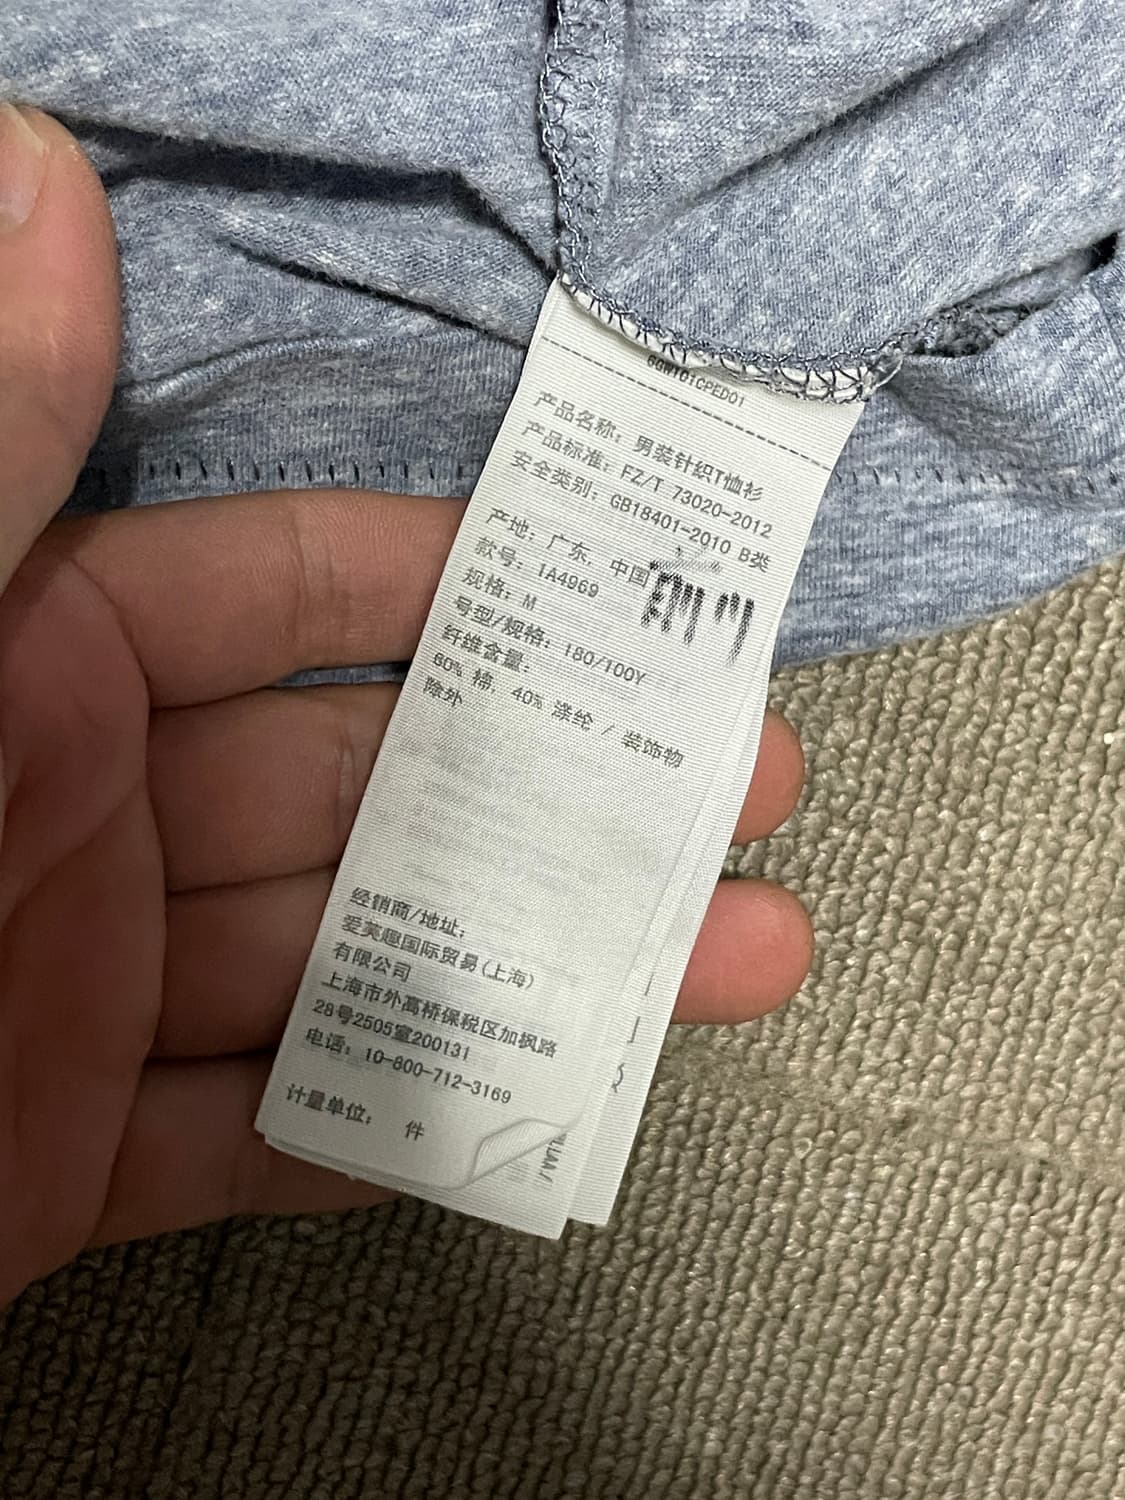 6GW101CPED01
产品名称: 男装针织T恤衫
产品标准: FZ/T 73020-2012
安全类别: GB18401-2010 B类
产地: 广东, 中国
款号: 1A4969
规格: M
号型/规格: 180/100Y
纤维含量:
60% 棉, 40% 涤纶 / 装饰物
除外
经销商/地址:
爱芙趣国际贸易(上海)
有限公司
上海市外高桥保税区加枫路
28号2505室200131
电话: 10-800-712-3169
计量单位: 件